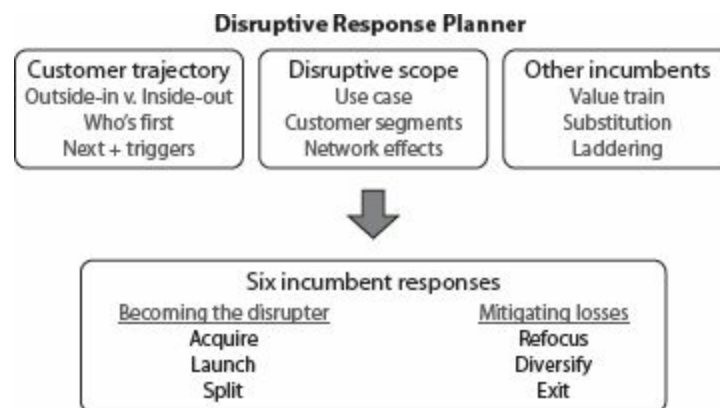 Disruptive Response Planner
Customer trajectory
Outside-in v. Inside-out
Who's first
Next + triggers
Disruptive scope
Use case
Customer segments
Network effects
Other incumbents
Value train
Substitution
Laddering
Six incumbent responses
Becoming the disrupter
Acquire
Launch
Split
Mitigating losses
Refocus
Diversify
Exit